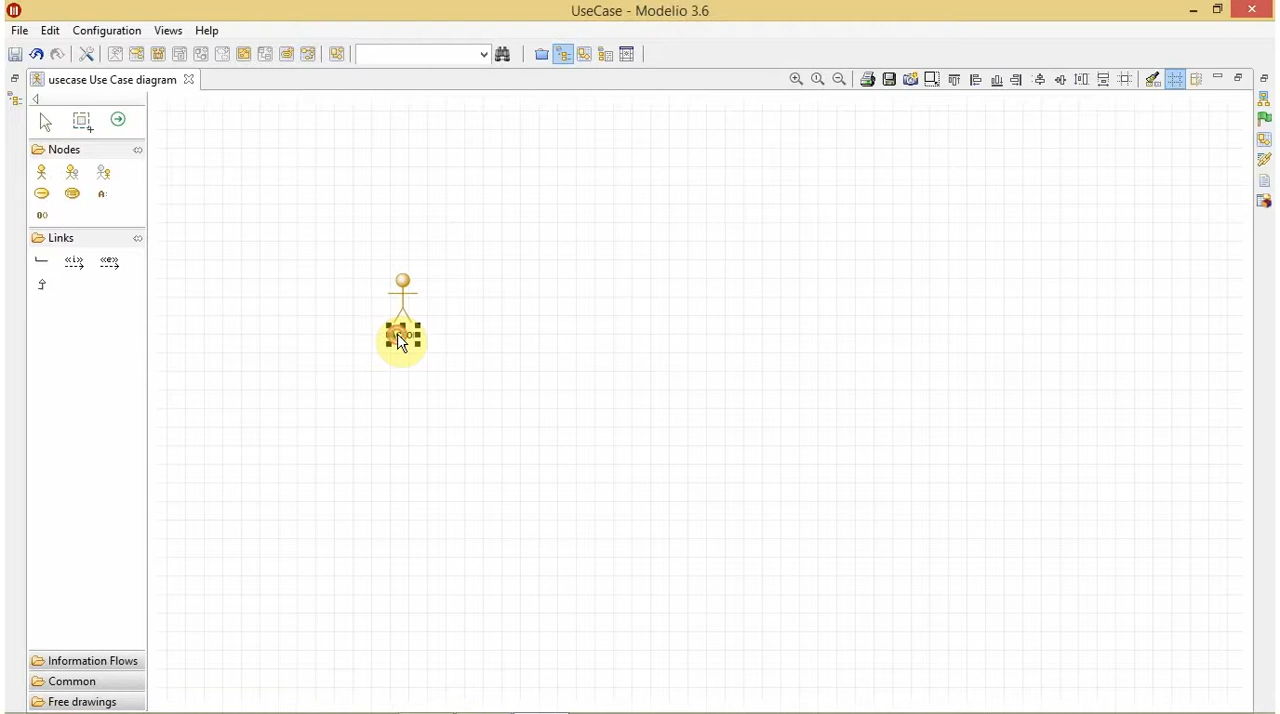 UseCase - Modelio 3.6
File Edit Configuration Views Help
usecase Use Case diagram
Nodes
A:
Links
«i» «e»
Information Flows
Common
Free drawings